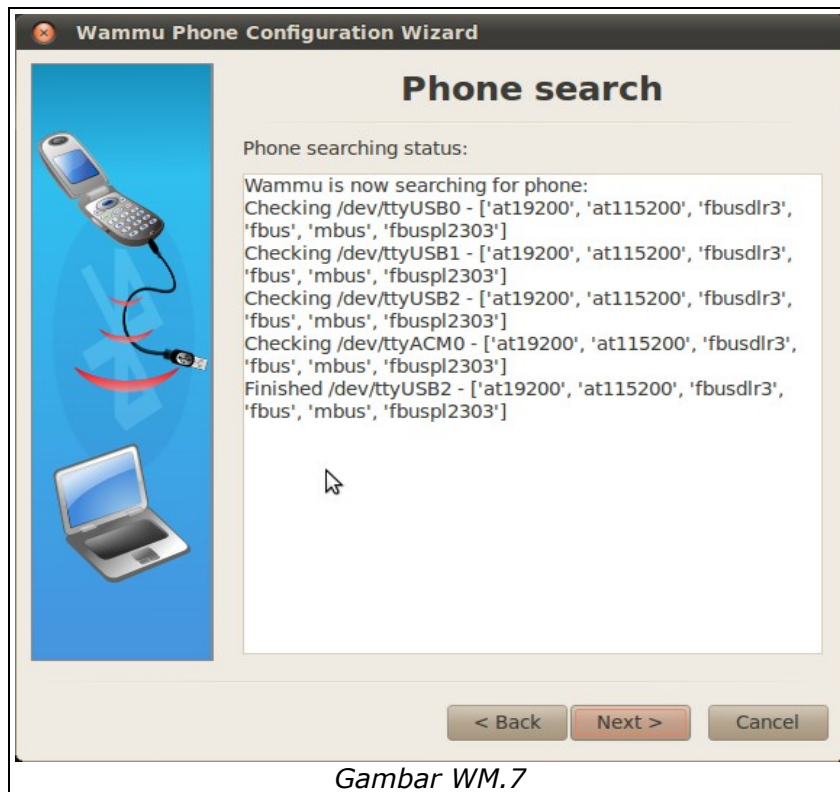 Wammu Phone Configuration Wizard
Phone search
Phone searching status:
Wammu is now searching for phone:
Checking /dev/ttyUSB0 - ['at19200', 'at115200', 'fbusdlr3',
'fbus', 'mbus', 'fbuspl2303']
Checking /dev/ttyUSB1 - ['at19200', 'at115200', 'fbusdlr3',
'fbus', 'mbus', 'fbuspl2303']
Checking /dev/ttyUSB2 - ['at19200', 'at115200', 'fbusdlr3',
'fbus', 'mbus', 'fbuspl2303']
Checking /dev/ttyACM0 - ['at19200', 'at115200', 'fbusdlr3',
'fbus', 'mbus', 'fbuspl2303']
Finished /dev/ttyUSB2 - ['at19200', 'at115200', 'fbusdlr3',
'fbus', 'mbus', 'fbuspl2303']
< Back Next > Cancel
Gambar WM.7